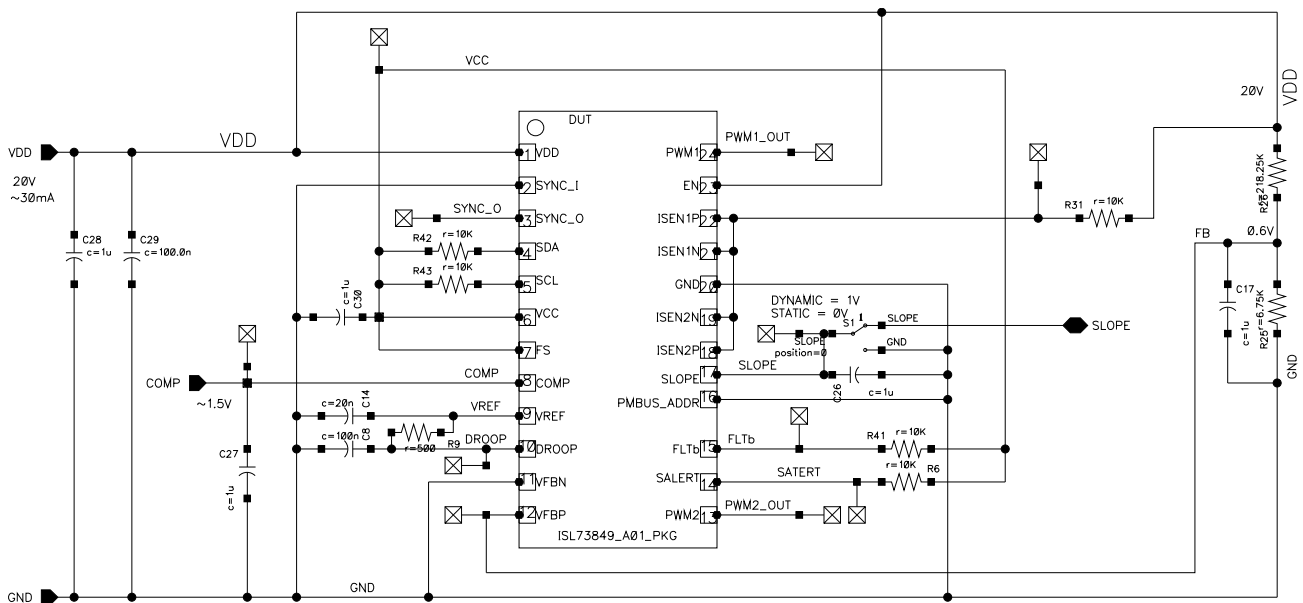 VCC
VDD
20V
DUT
PWM1_OUT
VDD
VDD
20V
~30mA
1 VDD
2 SYNC_I
SYNC_O
3 SYNC_O
R42
r=10K
4 SDA
R43
r=10K
5 SCL
C28
c=1u
C29
c=100.0n
c=1u
C30
6 VCC
7 FS
COMP
COMP
8 COMP
~1.5V
c=20n
C14
VREF
9 VREF
c=100n
C8
r=500
R9
DROOP
10 DROOP
C27
c=1u
11 VFBN
12 VFBP
PWM1 24
EN 23
ISEN1P 22
ISEN1N 21
GND 20
ISEN2N 19
ISEN2P 18
SLOPE 17
PMBUS_ADDR 16
FLTb 15
SALERT 14
PWM2 13
ISL73849_A01_PKG
R31
r=10K
FB
0.6V
DYNAMIC = 1V
STATIC = 0V
S1
1
SLOPE
SLOPE
position=0
GND
SLOPE
SLOPE
C26
c=1u
FLTb
R41
r=10K
SATERT
r=10K
R6
PWM2_OUT
C17
c=1u
R25
r=6.75K
GND
GND
GND